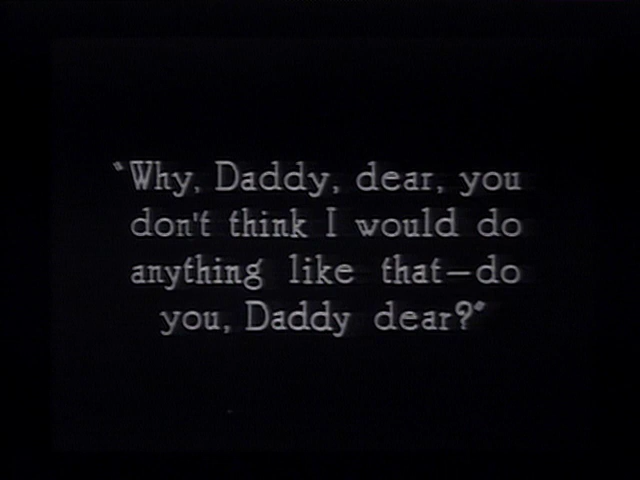 "Why, Daddy, dear, you
don't think I would do
anything like that—do
you, Daddy dear?"